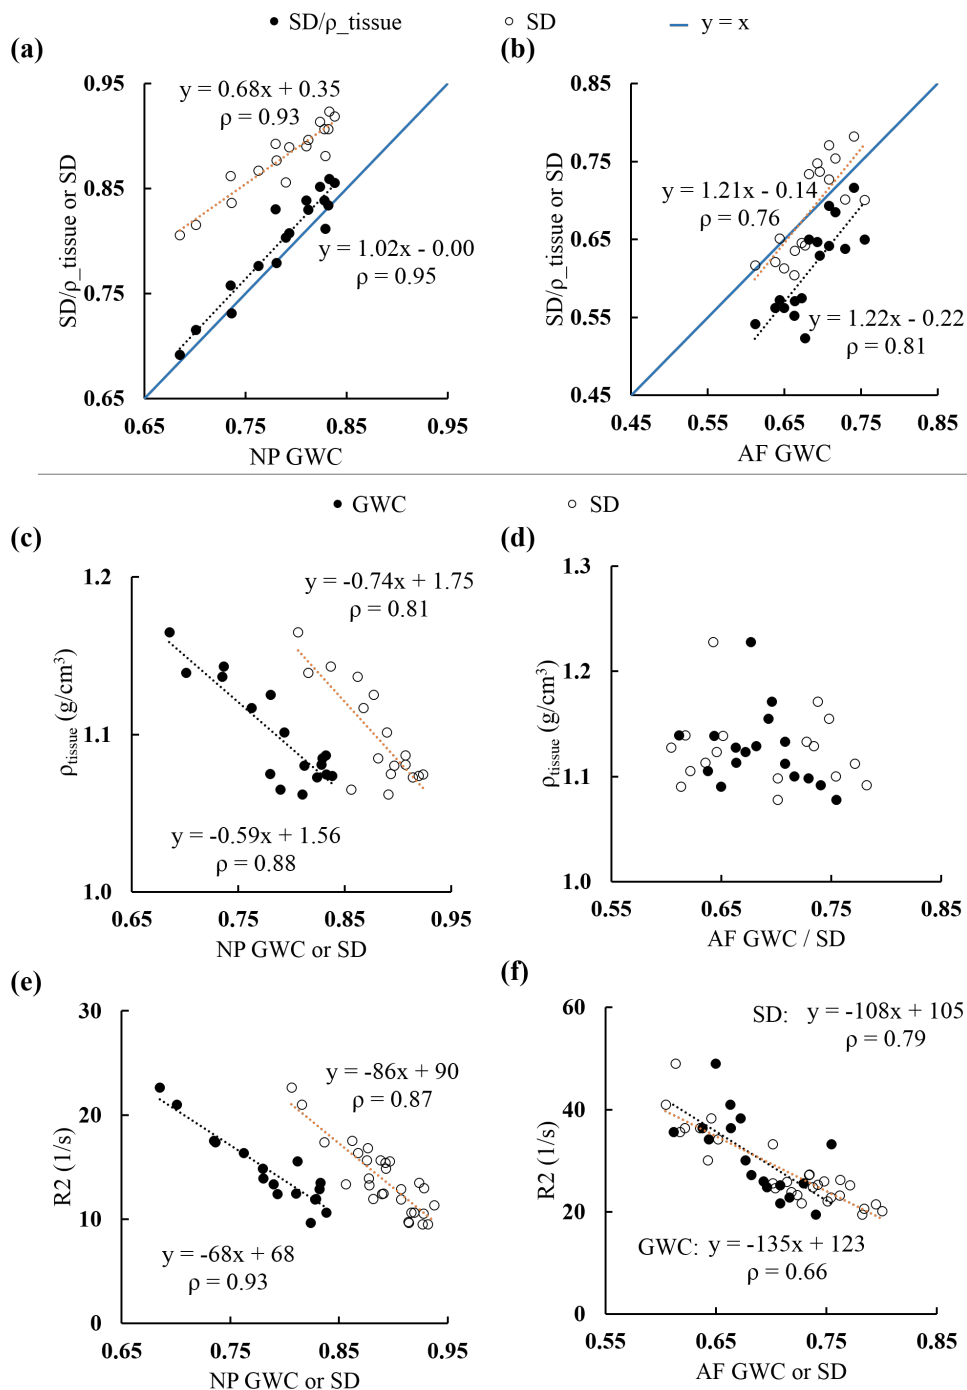 SD/ρ_tissue
SD
y = x
(a)
(b)
0.95
0.85
0.75
0.65
SD/ρ_tissue or SD
y = 0.68x + 0.35
ρ = 0.93
y = 1.02x - 0.00
ρ = 0.95
0.65
0.75
0.85
0.95
NP GWC
0.85
0.75
0.65
0.55
0.45
SD/ρ_tissue or SD
y = 1.21x - 0.14
ρ = 0.76
y = 1.22x - 0.22
ρ = 0.81
0.45
0.55
0.65
0.75
0.85
AF GWC
GWC
SD
(c)
(d)
1.2
1.1
1.0
ρtissue (g/cm³)
y = -0.74x + 1.75
ρ = 0.81
y = -0.59x + 1.56
ρ = 0.88
0.65
0.75
0.85
0.95
NP GWC or SD
1.3
1.2
1.1
1.0
ρtissue (g/cm³)
0.55
0.65
0.75
0.85
AF GWC / SD
(e)
(f)
30
20
10
0
R2 (1/s)
y = -86x + 90
ρ = 0.87
y = -68x + 68
ρ = 0.93
0.65
0.75
0.85
0.95
NP GWC or SD
60
40
20
0
R2 (1/s)
SD: y = -108x + 105
ρ = 0.79
GWC: y = -135x + 123
ρ = 0.66
0.55
0.65
0.75
0.85
AF GWC or SD